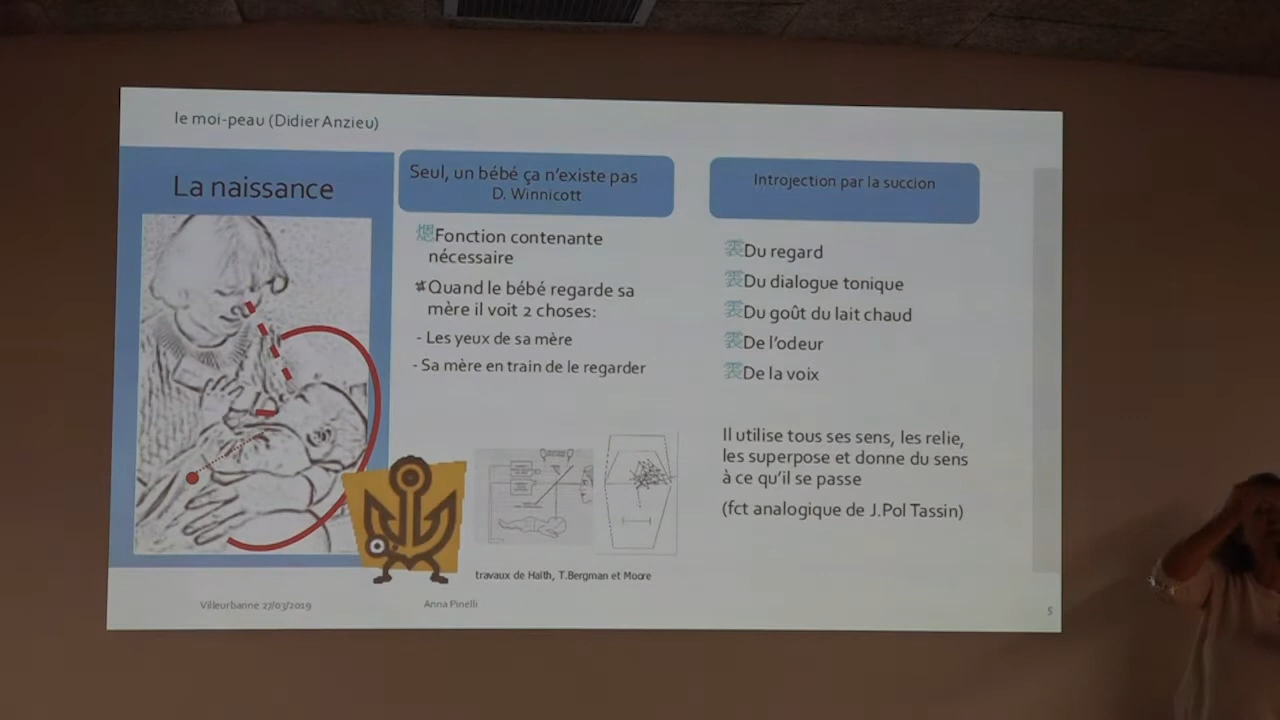 le moi-peau (Didier Anzieu)
La naissance
Seul, un bébé ça n'existe pas
D. Winnicott
Fonction contenante
nécessaire
Quand le bébé regarde sa
mère il voit 2 choses:
- Les yeux de sa mère
- Sa mère en train de le regarder
travaux de Haith, T.Bergman et Moore
Introjection par la succion
Du regard
Du dialogue tonique
Du goût du lait chaud
De l'odeur
De la voix
Il utilise tous ses sens, les relie,
les superpose et donne du sens
à ce qu'il se passe
(fct analogique de J.Pol Tassin)
Villeurbanne 27/03/2019
Anna Pinelli
5